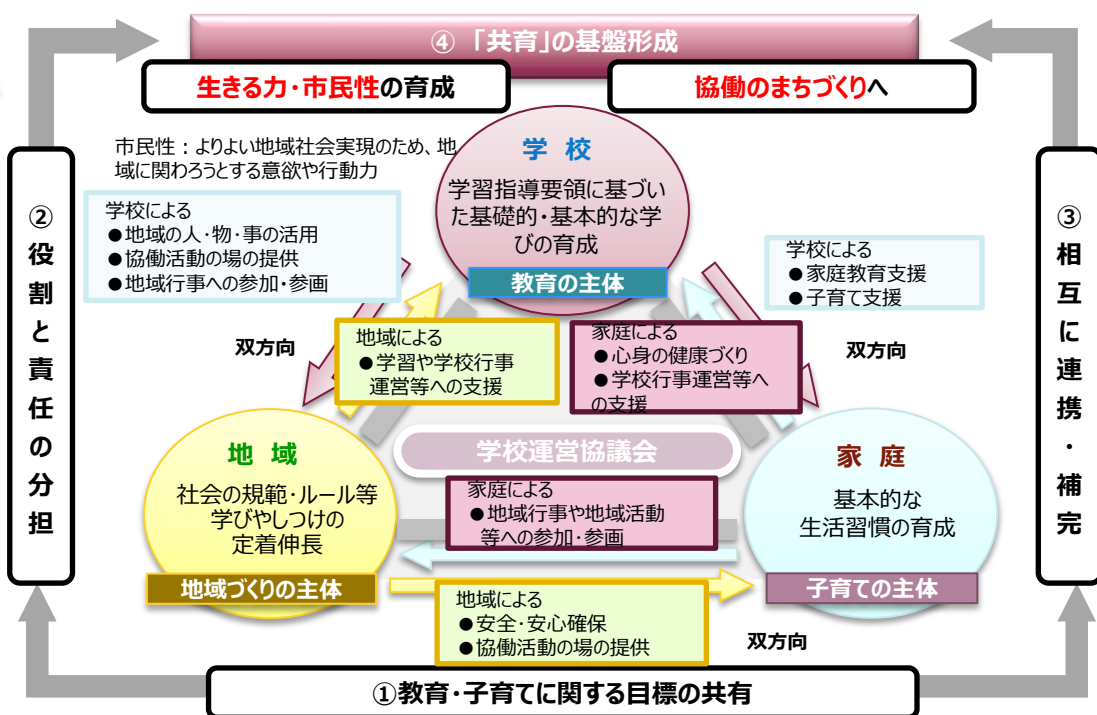 ④ 「共育」の基盤形成
生きる力・市民性の育成
協働のまちづくりへ
市民性：よりよい地域社会実現のため、地
域に関わろうとする意欲や行動力
②役割と責任の分担
③相互に連携・補完
学 校
学習指導要領に基づい
た基礎的・基本的な学
びの育成
教育の主体
学校による
●地域の人・物・事の活用
●協働活動の場の提供
●地域行事への参加・参画
学校による
●家庭教育支援
●子育て支援
双方向
地域による
●学習や学校行事
運営等への支援
家庭による
●心身の健康づくり
●学校行事運営等へ
の支援
双方向
学校運営協議会
地 域
社会の規範・ルール等
学びやしつけの
定着伸長
地域づくりの主体
家庭による
●地域行事や地域活動
等への参加・参画
家 庭
基本的な
生活習慣の育成
子育ての主体
地域による
●安全・安心確保
●協働活動の場の提供
双方向
①教育・子育てに関する目標の共有